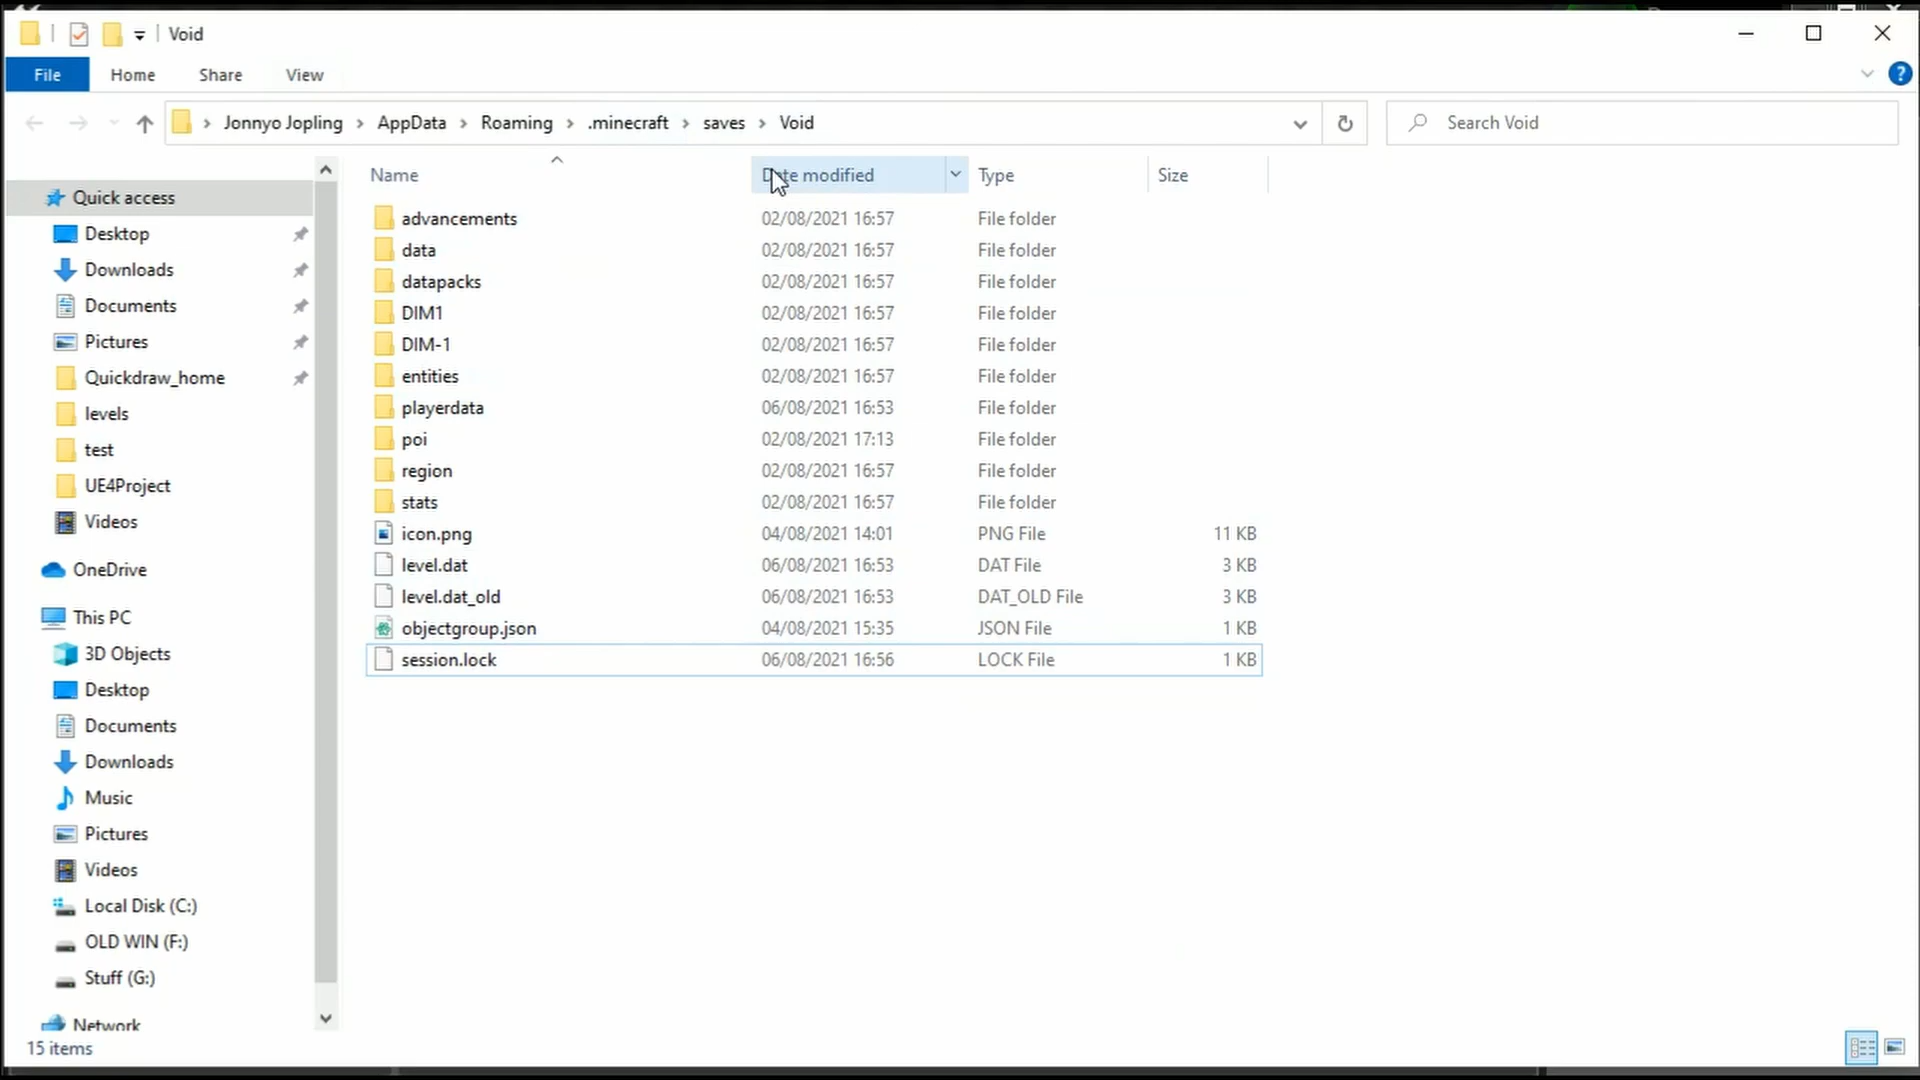 Void
File Home Share View
Jonnyo Jopling > AppData > Roaming > .minecraft > saves > Void
Search Void
Quick access
Desktop
Downloads
Documents
Pictures
Quickdraw_home
levels
test
UE4Project
Videos
OneDrive
This PC
3D Objects
Desktop
Documents
Downloads
Music
Pictures
Videos
Local Disk (C:)
OLD WIN (F:)
Stuff (G:)
Network
Name Date modified Type Size
advancements 02/08/2021 16:57 File folder
data 02/08/2021 16:57 File folder
datapacks 02/08/2021 16:57 File folder
DIM1 02/08/2021 16:57 File folder
DIM-1 02/08/2021 16:57 File folder
entities 02/08/2021 16:57 File folder
playerdata 06/08/2021 16:53 File folder
poi 02/08/2021 17:13 File folder
region 02/08/2021 16:57 File folder
stats 02/08/2021 16:57 File folder
icon.png 04/08/2021 14:01 PNG File 11 KB
level.dat 06/08/2021 16:53 DAT File 3 KB
level.dat_old 06/08/2021 16:53 DAT_OLD File 3 KB
objectgroup.json 04/08/2021 15:35 JSON File 1 KB
session.lock 06/08/2021 16:56 LOCK File 1 KB
15 items